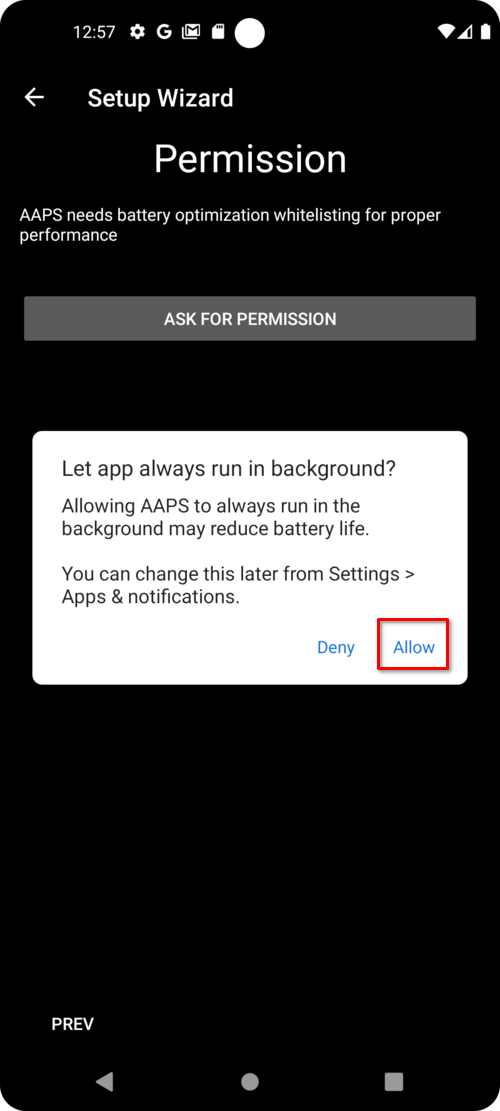 12:57
Setup Wizard
Permission
AAPS needs battery optimization whitelisting for proper
performance
ASK FOR PERMISSION
Let app always run in background?
Allowing AAPS to always run in the
background may reduce battery life.
You can change this later from Settings >
Apps & notifications.
Deny Allow
PREV